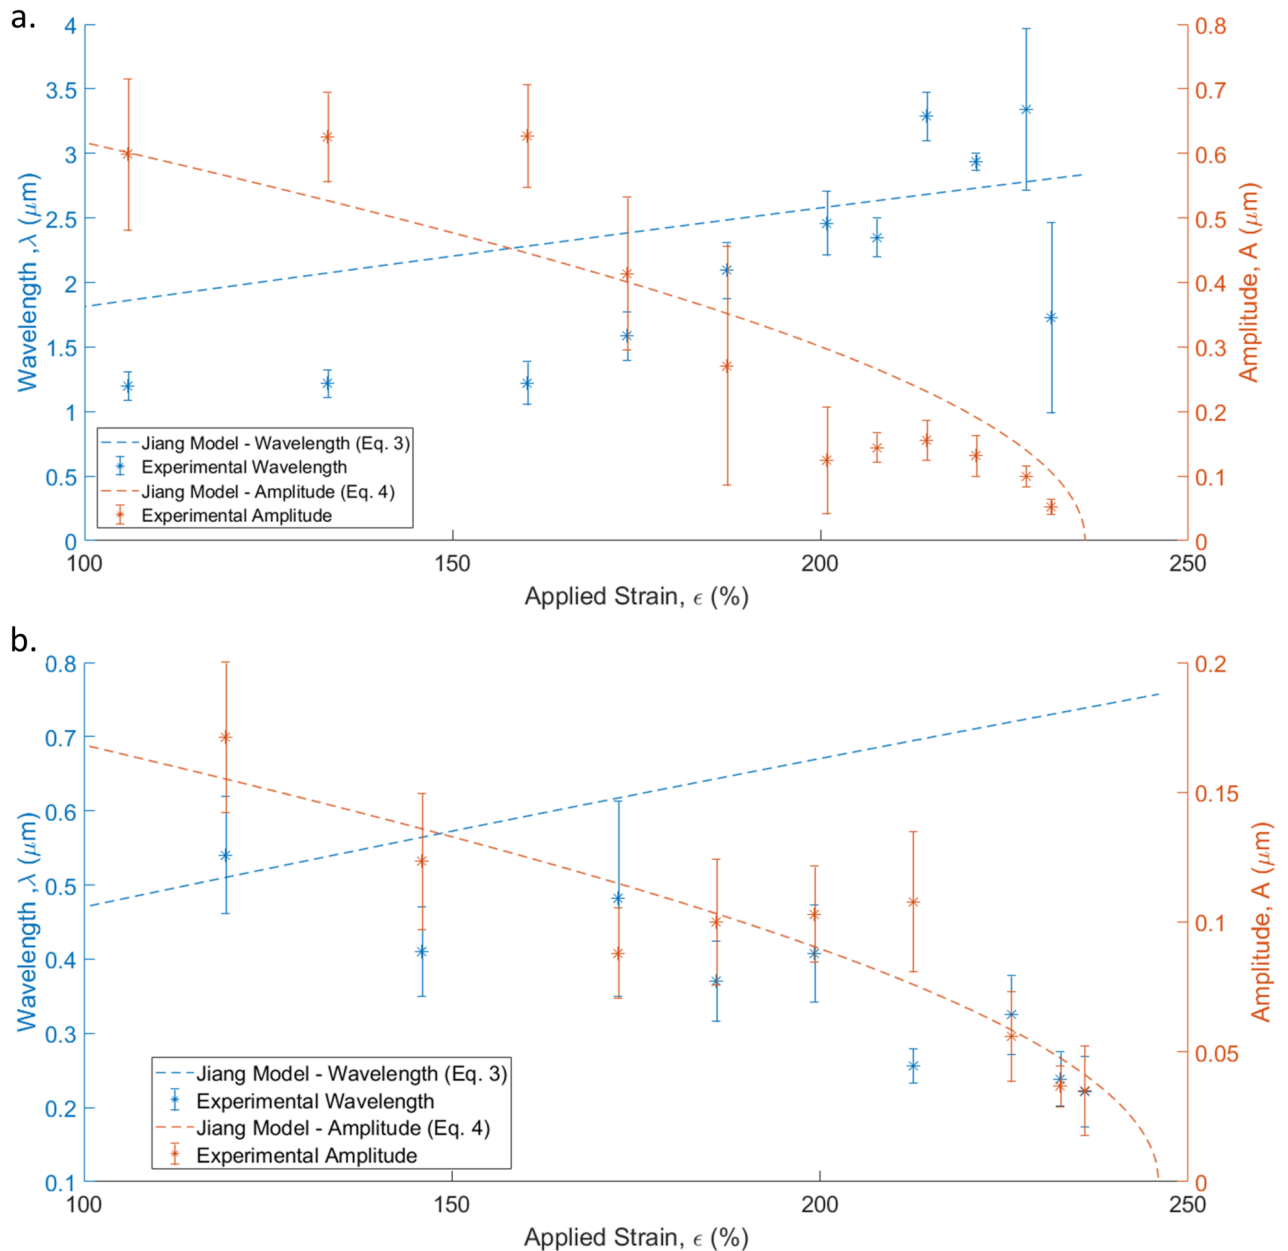 a.
4
3.5
3
2.5
2
1.5
1
0.5
0
Wavelength ,λ (μm)
0.8
0.7
0.6
0.5
0.4
0.3
0.2
0.1
0
Amplitude, A (μm)
Jiang Model - Wavelength (Eq. 3)
Experimental Wavelength
Jiang Model - Amplitude (Eq. 4)
Experimental Amplitude
100 150 200 250
Applied Strain, ϵ (%)
b.
0.8
0.7
0.6
0.5
0.4
0.3
0.2
0.1
Wavelength ,λ (μm)
0.2
0.15
0.1
0.05
0
Amplitude, A (μm)
Jiang Model - Wavelength (Eq. 3)
Experimental Wavelength
Jiang Model - Amplitude (Eq. 4)
Experimental Amplitude
100 150 200 250
Applied Strain, ϵ (%)